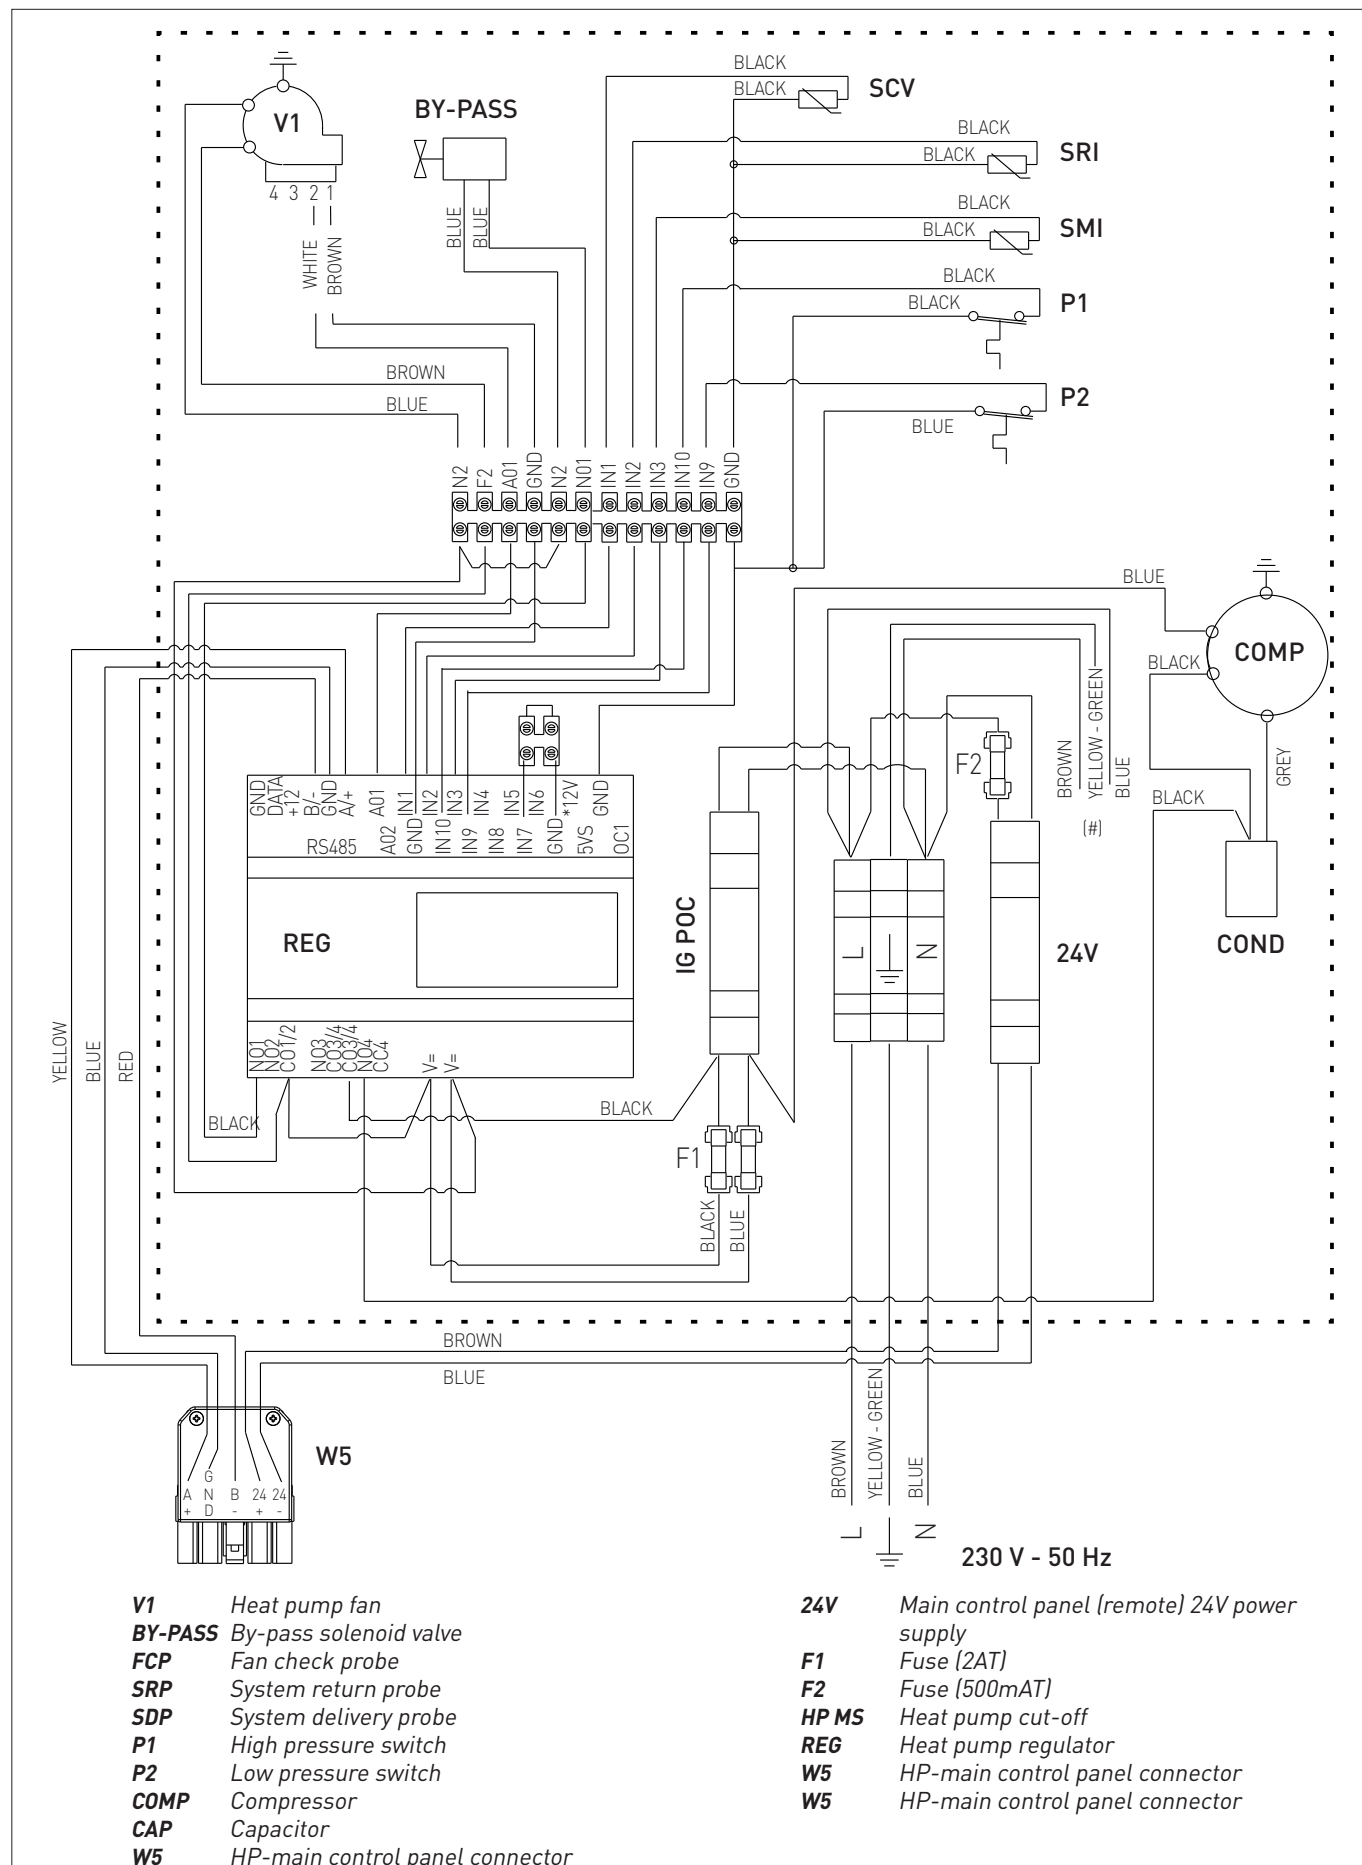 BLACK
SCV
BLACK
BY-PASS
V1
BLACK
SRI
BLACK
4 3 2 1
BLACK
SMI
BLACK
BLUE
BLUE
WHITE
BROWN
BLACK
BLACK
P1
BROWN
BLUE
P2
BLUE
N2
F2
A01
GND
N2
N01
IN1
IN2
IN3
IN10
IN9
GND
BLUE
COMP
BLACK
BROWN
YELLOW - GREEN
BLUE
(#)
GREY
BLACK
F2
GND
DATA
+12
B/-
GND
A/+
A01
IN1
IN2
IN3
IN4
IN5
IN6
*12V
GND
RS485
A02
GND
IN10
IN9
IN8
IN7
GND
5VS
OC1
REG
IG POC
L
N
24V
COND
NO1
NO2
CO1/2
NO3
CO3/4
CO3/4
NO4
CC4
V=
V=
YELLOW
BLUE
RED
BLACK
BLACK
F1
BLACK
BLUE
BROWN
BLUE
W5
A
+
G
N
D
B
-
24
+
24
-
BROWN
YELLOW - GREEN
BLUE
L
N
230 V - 50 Hz
V1 Heat pump fan
BY-PASS By-pass solenoid valve
FCP Fan check probe
SRP System return probe
SDP System delivery probe
P1 High pressure switch
P2 Low pressure switch
COMP Compressor
CAP Capacitor
W5 HP-main control panel connector
24V Main control panel (remote) 24V power
supply
F1 Fuse (2AT)
F2 Fuse (500mAT)
HP MS Heat pump cut-off
REG Heat pump regulator
W5 HP-main control panel connector
W5 HP-main control panel connector